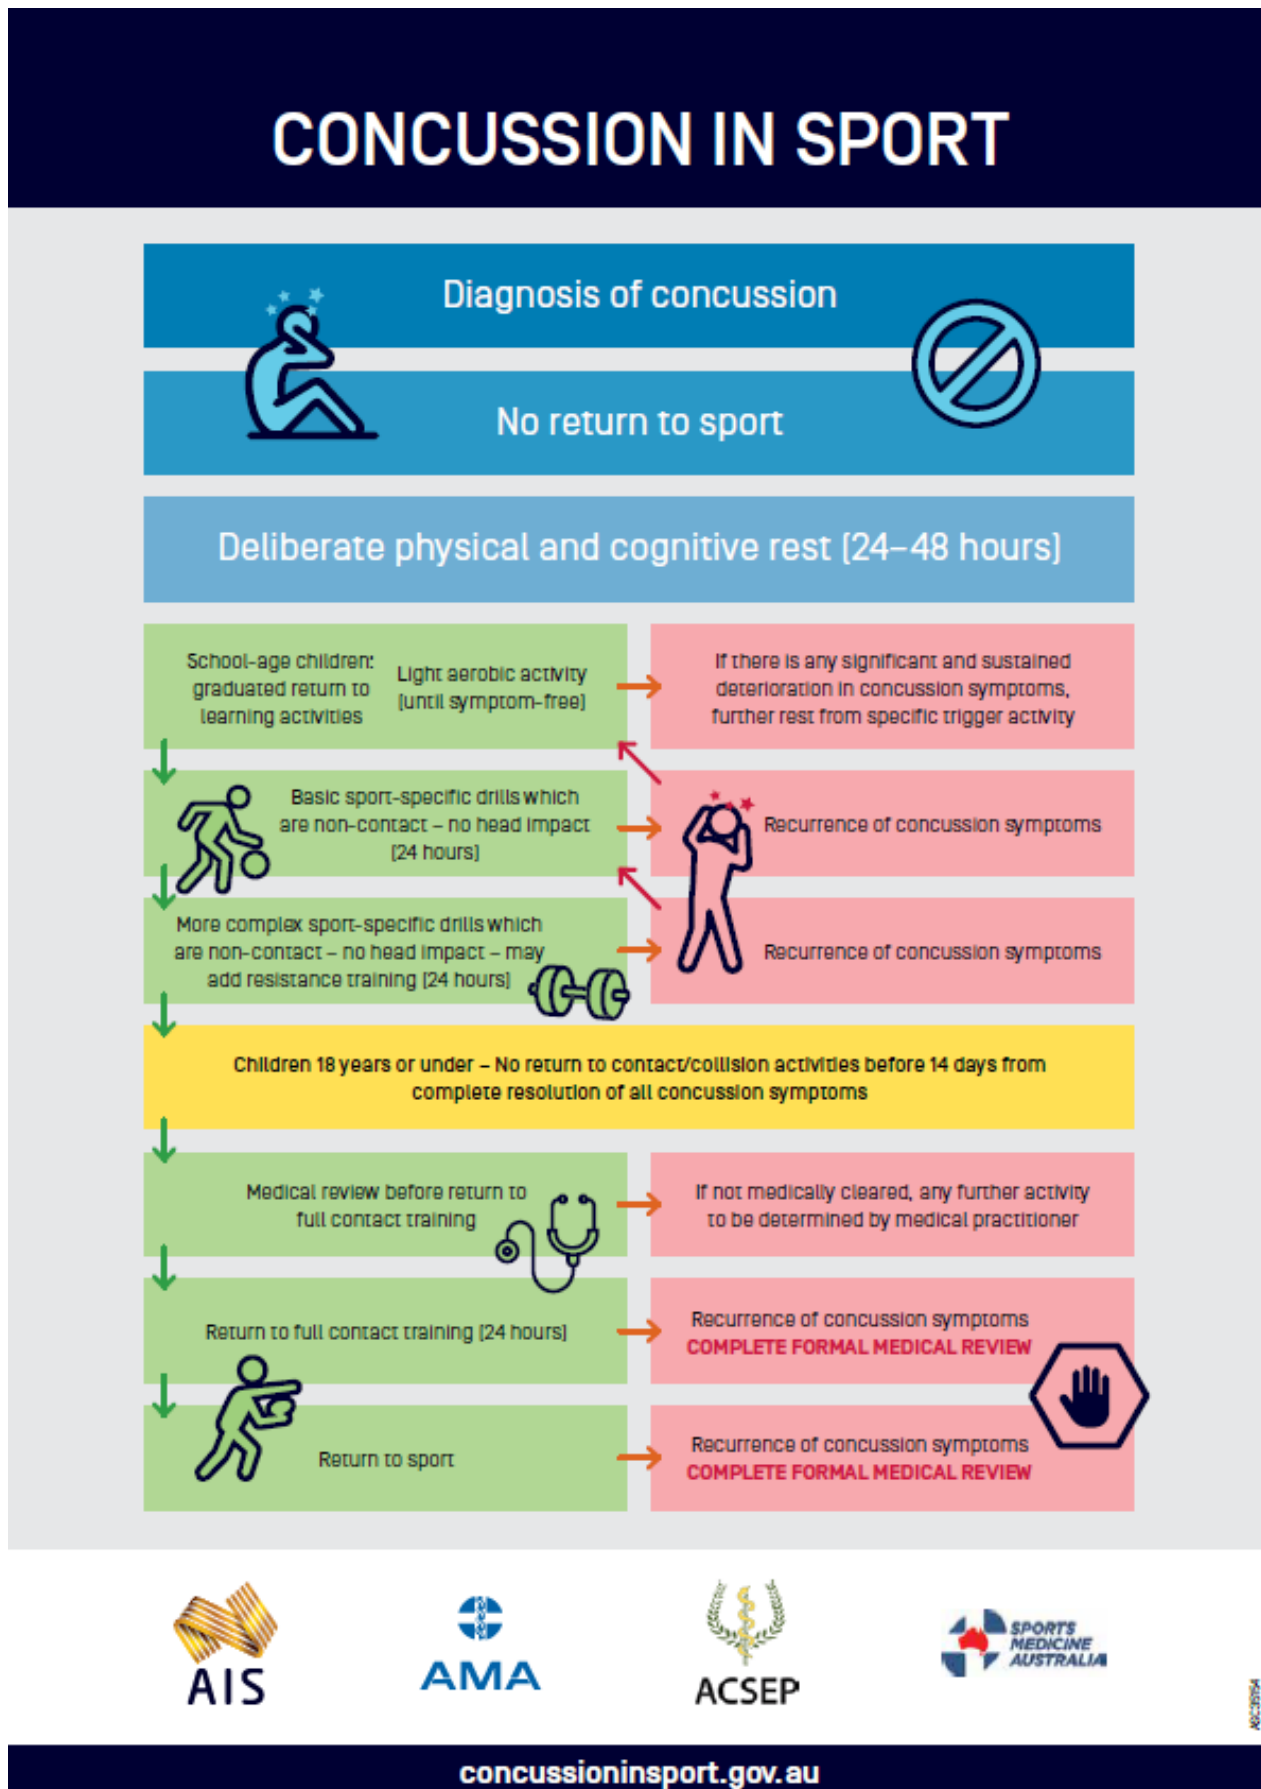 CONCUSSION IN SPORT
Diagnosis of concussion
No return to sport
Deliberate physical and cognitive rest (24–48 hours)
School-age children:
graduated return to
learning activities
Light aerobic activity
(until symptom-free)
If there is any significant and sustained
deterioration in concussion symptoms,
further rest from specific trigger activity
Basic sport-specific drills which
are non-contact – no head impact
(24 hours)
Recurrence of concussion symptoms
More complex sport-specific drills which
are non-contact – no head impact – may
add resistance training (24 hours)
Recurrence of concussion symptoms
Children 18 years or under – No return to contact/collision activities before 14 days from
complete resolution of all concussion symptoms
Medical review before return to
full contact training
If not medically cleared, any further activity
to be determined by medical practitioner
Return to full contact training (24 hours)
Recurrence of concussion symptoms
COMPLETE FORMAL MEDICAL REVIEW
Return to sport
Recurrence of concussion symptoms
COMPLETE FORMAL MEDICAL REVIEW
AIS
AMA
ACSEP
SPORTS
MEDICINE
AUSTRALIA
concussioninsport.gov.au